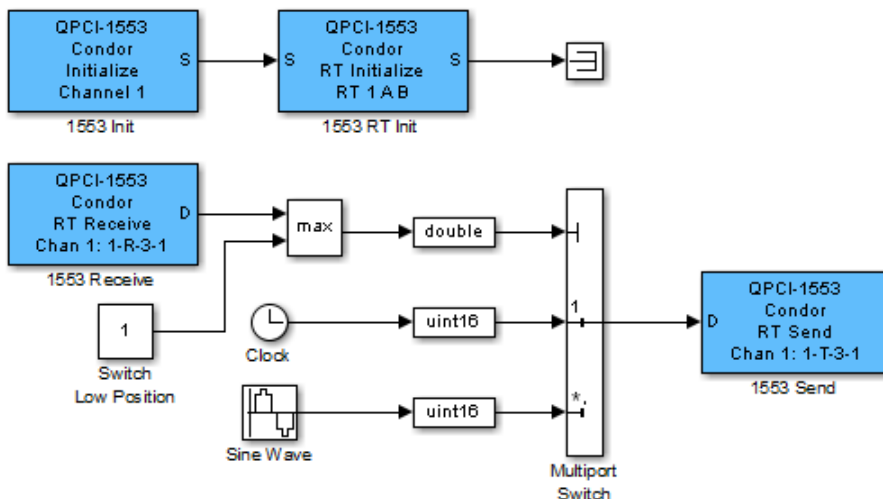 QPCI-1553
Condor
Initialize
Channel 1
S
1553 Init
S
QPCI-1553
Condor
RT Initialize
RT 1 A B
S
1553 RT Init
QPCI-1553
Condor
RT Receive
Chan 1: 1-R-3-1
D
1553 Receive
max
double
1
Switch
Low Position
Clock
uint16
Sine Wave
uint16
1
*,
Multiport
Switch
D
QPCI-1553
Condor
RT Send
Chan 1: 1-T-3-1
1553 Send